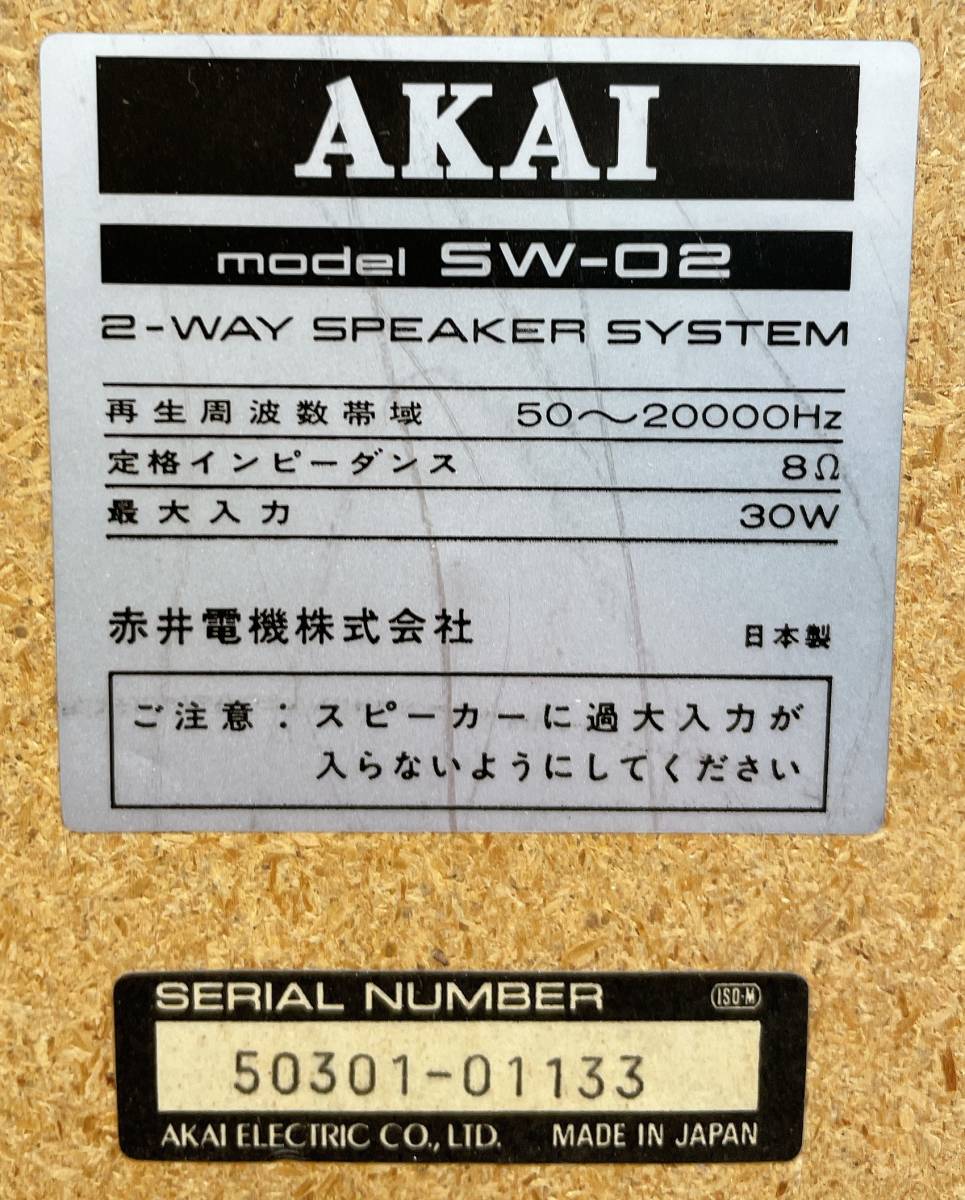 AKAI
model SW-02
2-WAY SPEAKER SYSTEM
再生周波数帯域 50～20000Hz
定格インピーダンス 8Ω
最大入力 30W
赤井電機株式会社 日本製
ご注意：スピーカーに過大入力が
入らないようにしてください
SERIAL NUMBER ISO-M
50301-01133
AKAI ELECTRIC CO., LTD. MADE IN JAPAN